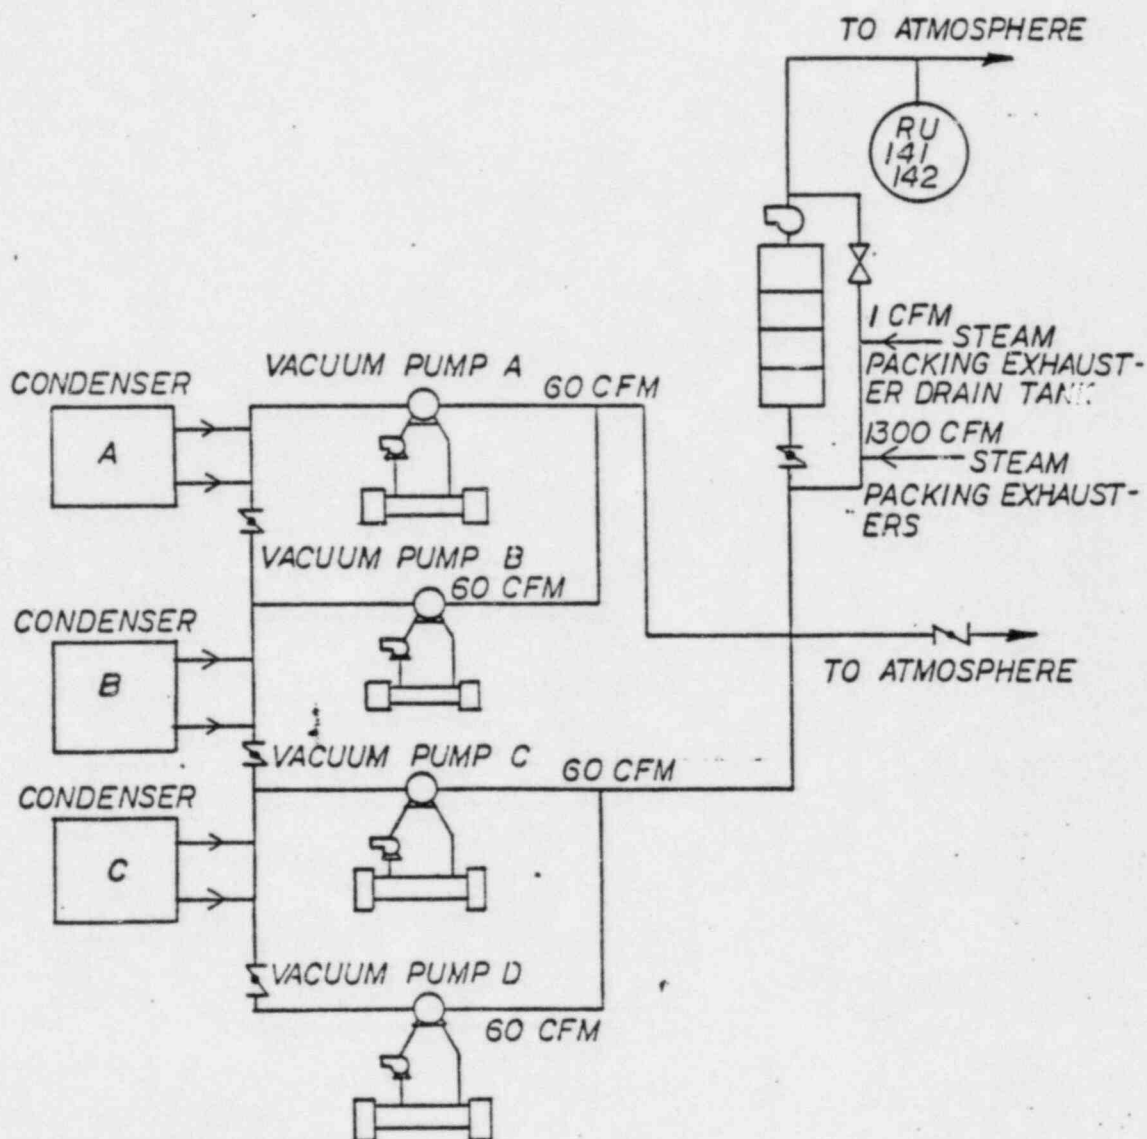 TO ATMOSPHERE
RU
141
142
1 CFM
STEAM
PACKING EXHAUST-
ER DRAIN TANK
1300 CFM
STEAM
PACKING EXHAUST-
ERS
VACUUM PUMP A
60 CFM
CONDENSER
A
VACUUM PUMP B
60 CFM
CONDENSER
B
TO ATMOSPHERE
VACUUM PUMP C
60 CFM
CONDENSER
C
VACUUM PUMP D
60 CFM